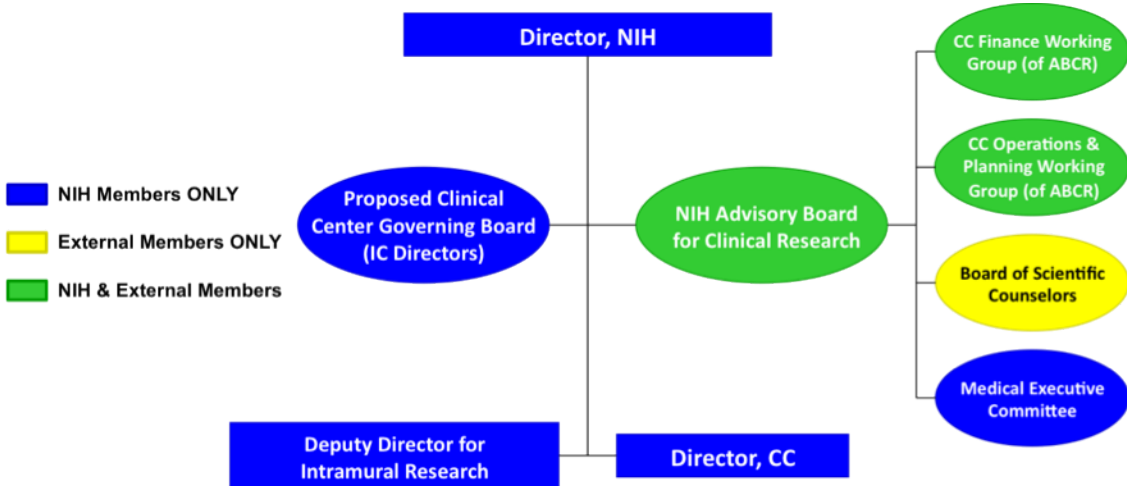 Director, NIH
CC Finance Working
Group (of ABCR)
CC Operations &
Planning Working
Group (of ABCR)
NIH Members ONLY
External Members ONLY
NIH & External Members
Proposed Clinical
Center Governing Board
(IC Directors)
NIH Advisory Board
for Clinical Research
Board of Scientific
Counselors
Medical Executive
Committee
Deputy Director for
Intramural Research
Director, CC